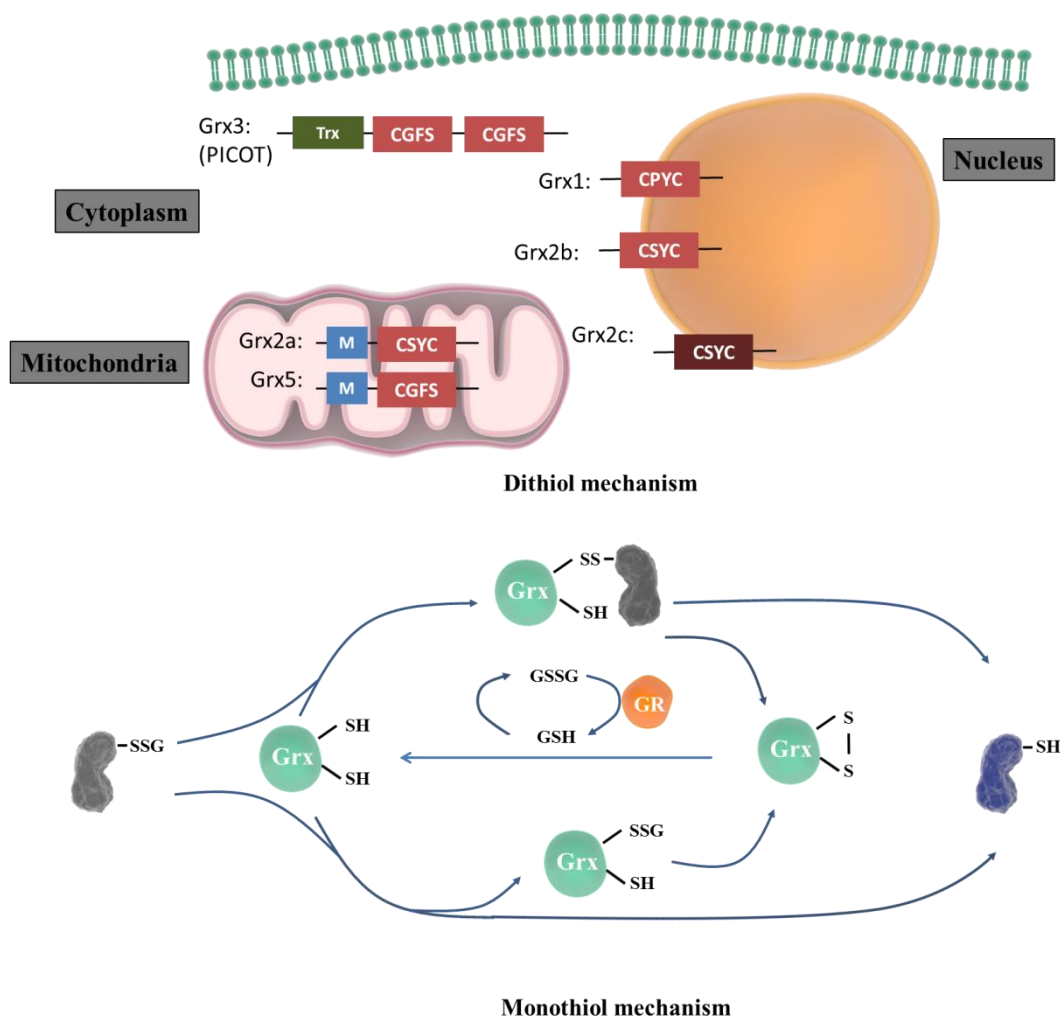 Grx3:
(PICOT)
Trx
CGFS
CGFS
Nucleus
Grx1:
CPYC
Cytoplasm
Grx2b:
CSYC
Grx2a:
M
CSYC
Grx2c:
CSYC
Mitochondria
Grx5:
M
CGFS
Dithiol mechanism
SS
Grx
SH
GSSG
GR
GSH
SSG
SH
Grx
SH
S
Grx
S
SH
SSG
Grx
SH
Monothiol mechanism